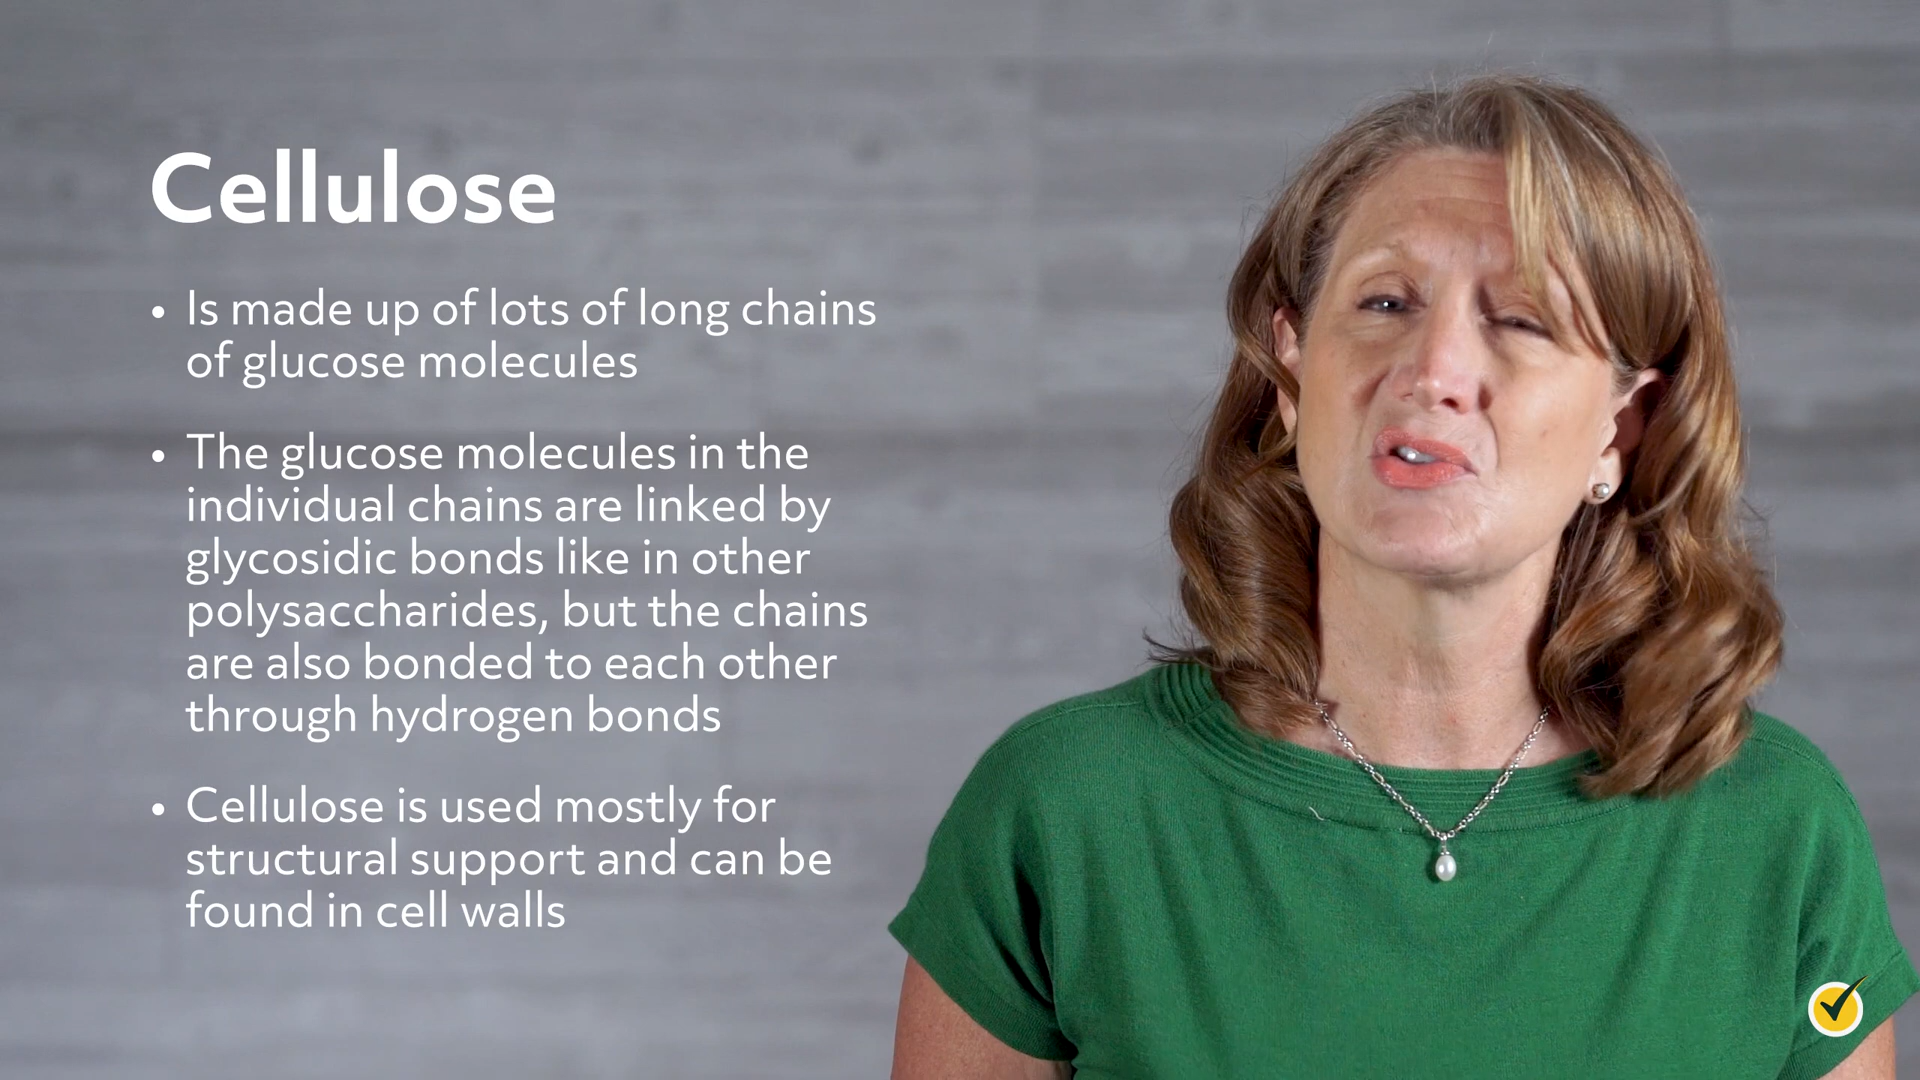 Cellulose
• Is made up of lots of long chains
of glucose molecules
• The glucose molecules in the
individual chains are linked by
glycosidic bonds like in other
polysaccharides, but the chains
are also bonded to each other
through hydrogen bonds
• Cellulose is used mostly for
structural support and can be
found in cell walls